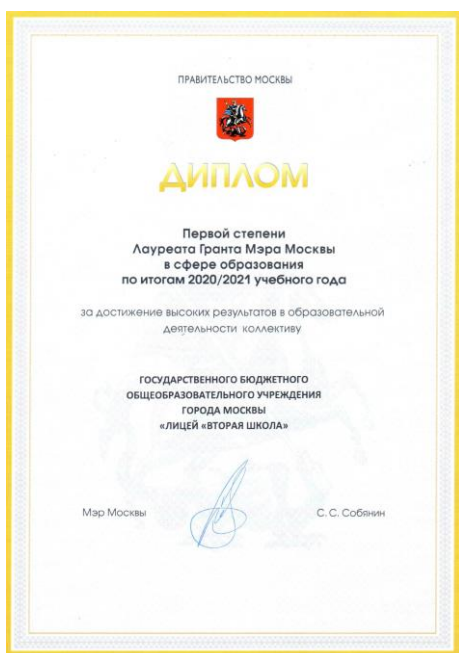 ПРАВИТЕЛЬСТВО МОСКВЫ
ДИПЛОМ
Первой степени
Лауреата Гранта Мэра Москвы
в сфере образования
по итогам 2020/2021 учебного года
за достижение высоких результатов в образовательной
деятельности коллективу
ГОСУДАРСТВЕННОГО БЮДЖЕТНОГО
ОБЩЕОБРАЗОВАТЕЛЬНОГО УЧРЕЖДЕНИЯ
ГОРОДА МОСКВЫ
«ЛИЦЕЙ «ВТОРАЯ ШКОЛА»
Мэр Москвы С. С. Собянин